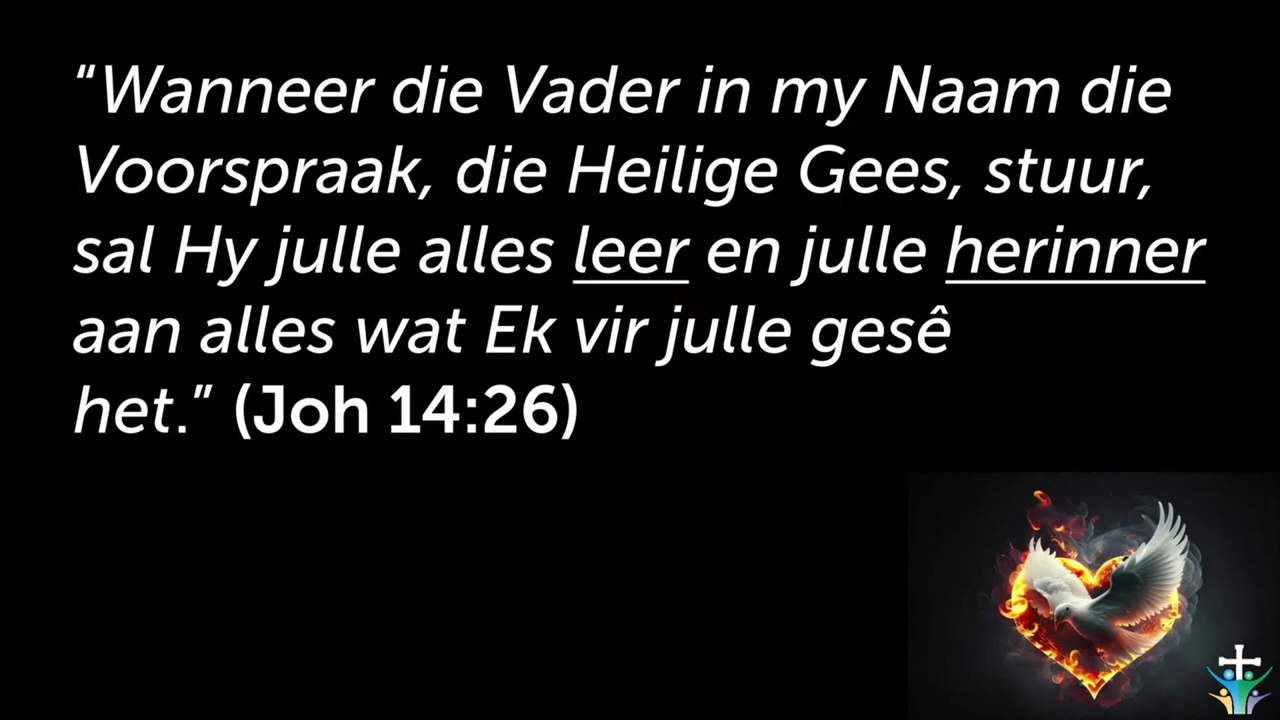 “Wanneer die Vader in my Naam die
Voorspraak, die Heilige Gees, stuur,
sal Hy julle alles leer en julle herinner
aan alles wat Ek vir julle gesê
het.” (Joh 14:26)